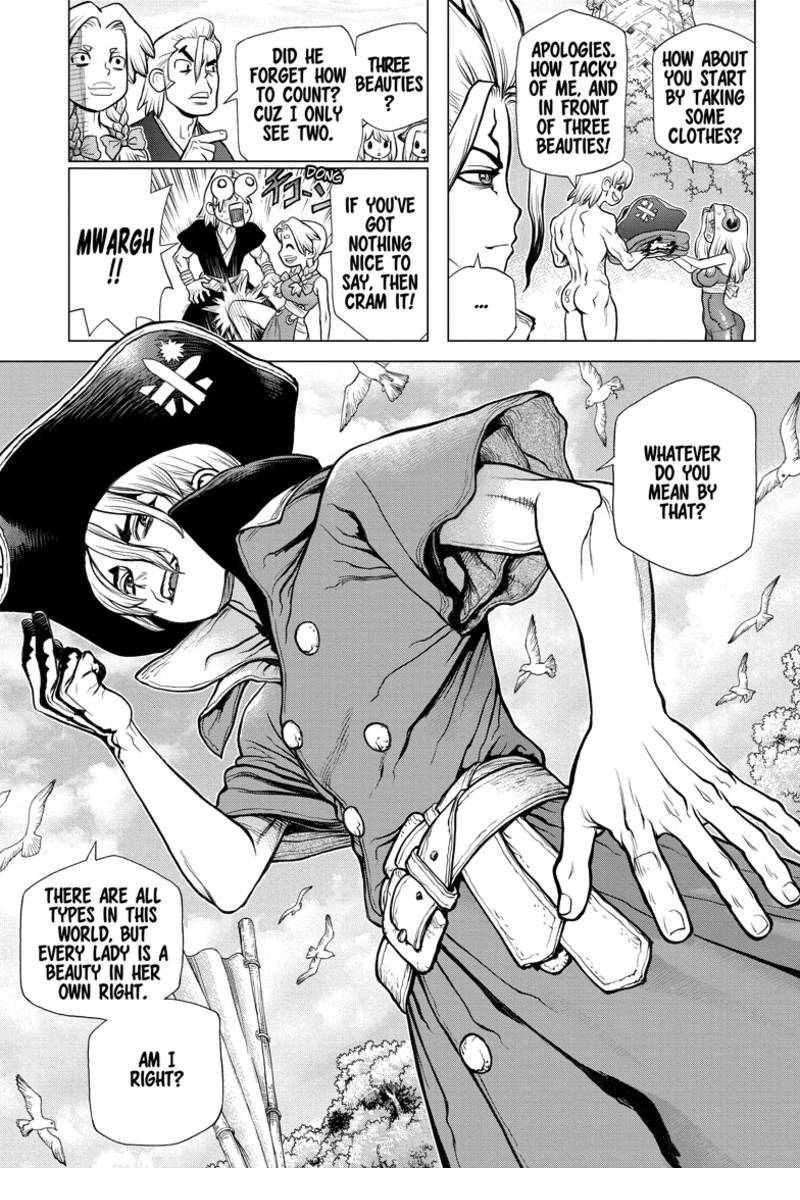 HOW ABOUT
YOU START
BY TAKING
SOME
CLOTHES?
APOLOGIES.
HOW TACKY
OF ME, AND
IN FRONT
OF THREE
BEAUTIES!
...
THREE
BEAUTIES
?
DID HE
FORGET HOW
TO COUNT?
CUZ I ONLY
SEE TWO.
DONG
IF YOU'VE
GOT
NOTHING
NICE TO
SAY, THEN
CRAM IT!
MWARGH
!!
WHATEVER
DO YOU
MEAN BY
THAT?
THERE ARE ALL
TYPES IN THIS
WORLD, BUT
EVERY LADY IS A
BEAUTY IN HER
OWN RIGHT.
AM I
RIGHT?